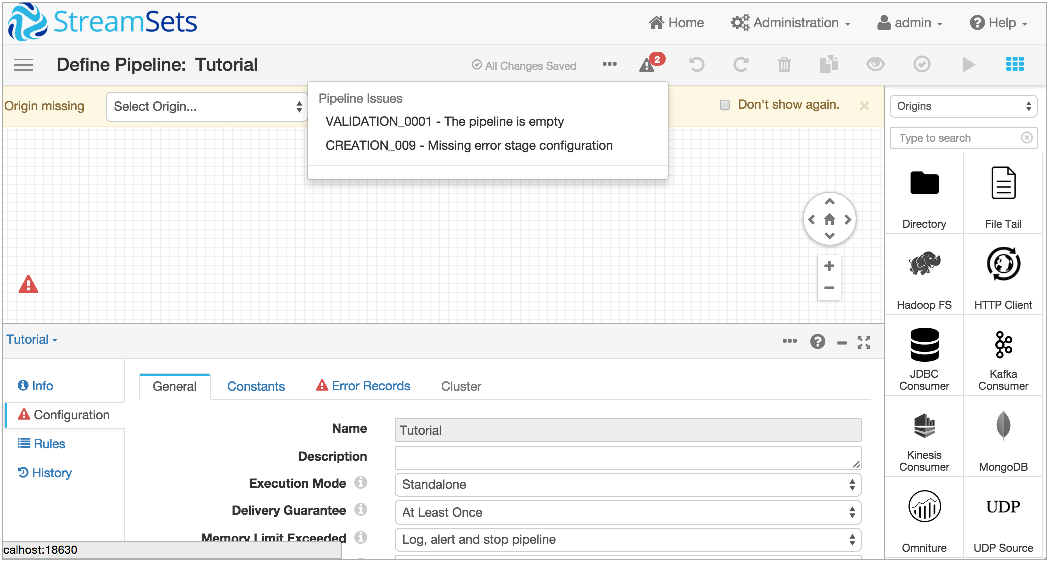 StreamSets
Home
Administration
admin
Help
Define Pipeline: Tutorial
All Changes Saved
2
Origin missing
Select Origin...
Don't show again.
Pipeline Issues
VALIDATION_0001 - The pipeline is empty
CREATION_009 - Missing error stage configuration
Origins
Type to search
Directory
File Tail
Hadoop FS
HTTP Client
JDBC Consumer
Kafka Consumer
Kinesis Consumer
MongoDB
Omniture
UDP
UDP Source
Tutorial
Info
Configuration
Rules
History
General
Constants
Error Records
Cluster
Name
Tutorial
Description
Execution Mode
Standalone
Delivery Guarantee
At Least Once
Memory Limit Exceeded
Log, alert and stop pipeline
calhost:18630